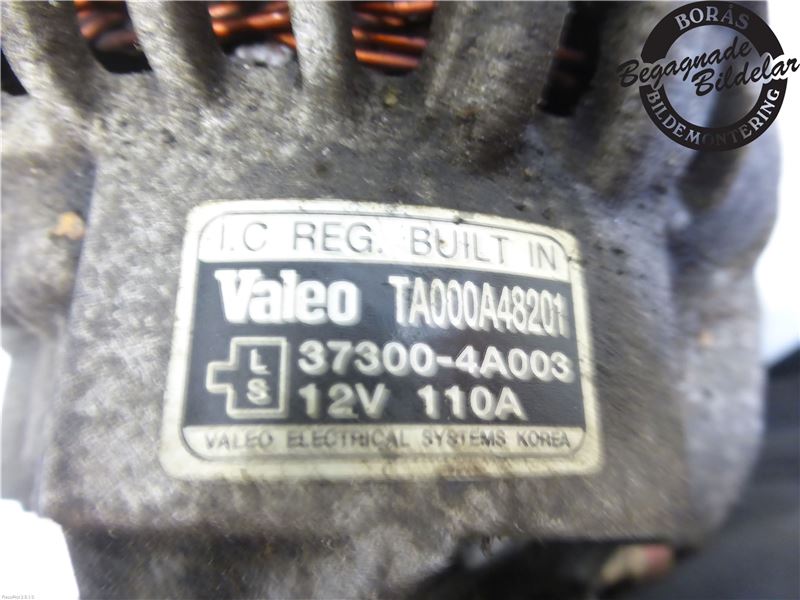 BORÅS
Begagnade
Bildelar
BILDEMONTERING
I.C REG. BUILT IN
Valeo TA000A48201
L 37300-4A003
S 12V 110A
VALEO ELECTRICAL SYSTEMS KOREA